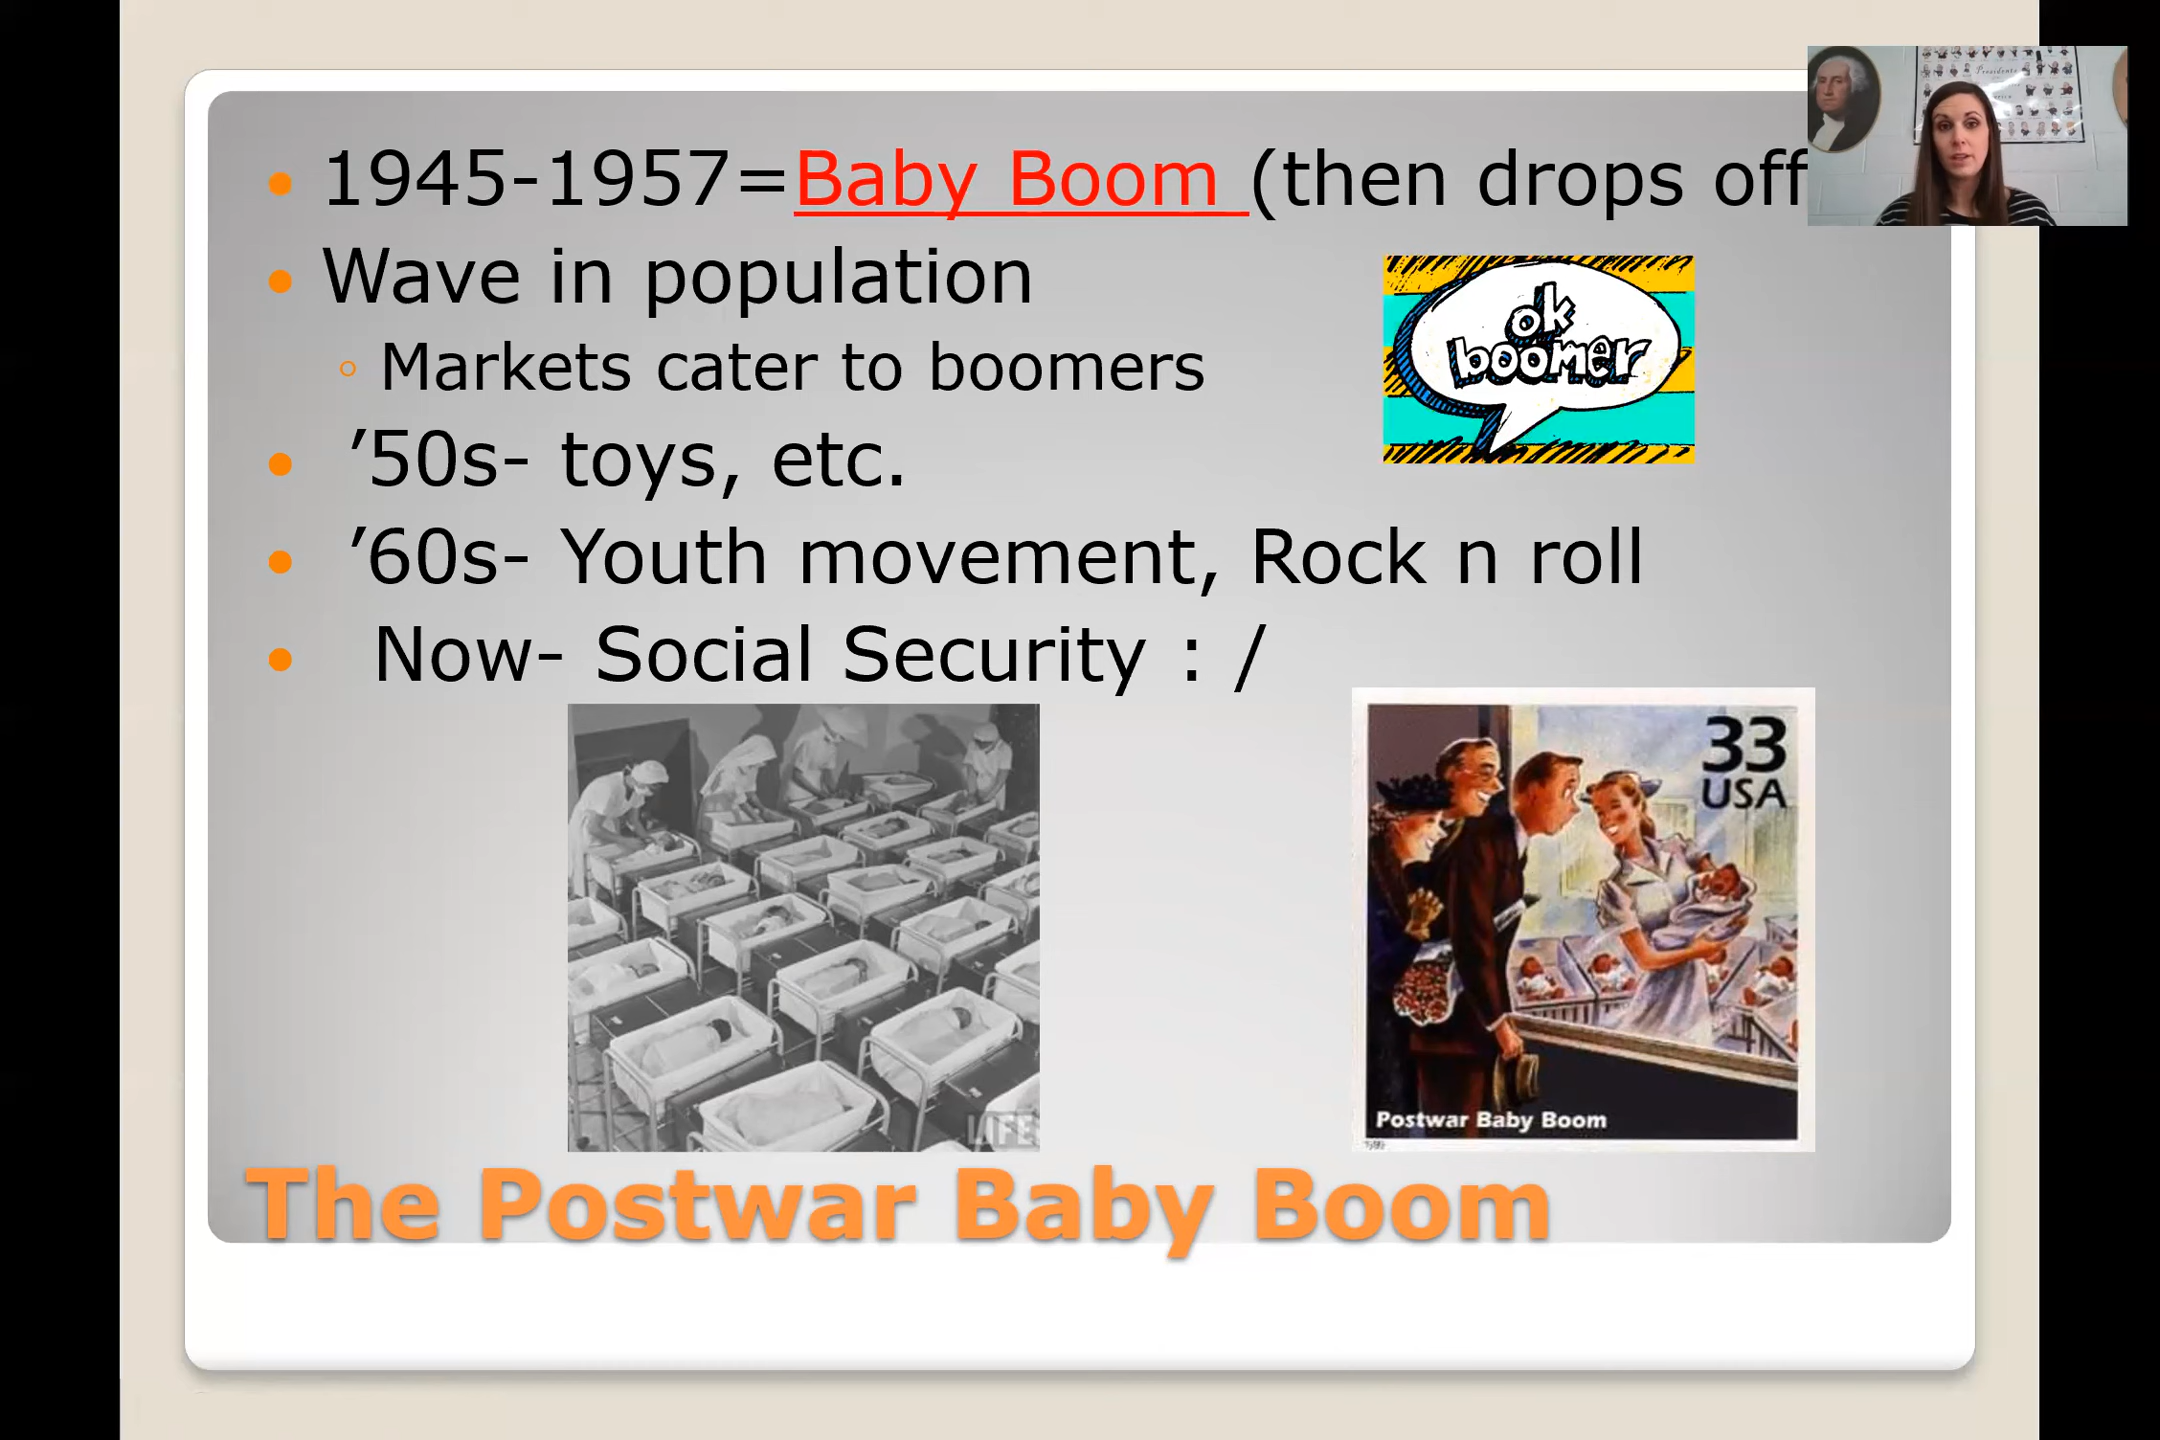 1945-1957=Baby Boom (then drops off
Wave in population
Markets cater to boomers
ok
boomer
’50s- toys, etc.
’60s- Youth movement, Rock n roll
Now- Social Security : /
33
USA
Postwar Baby Boom
LIFE
The Postwar Baby Boom
Presidents